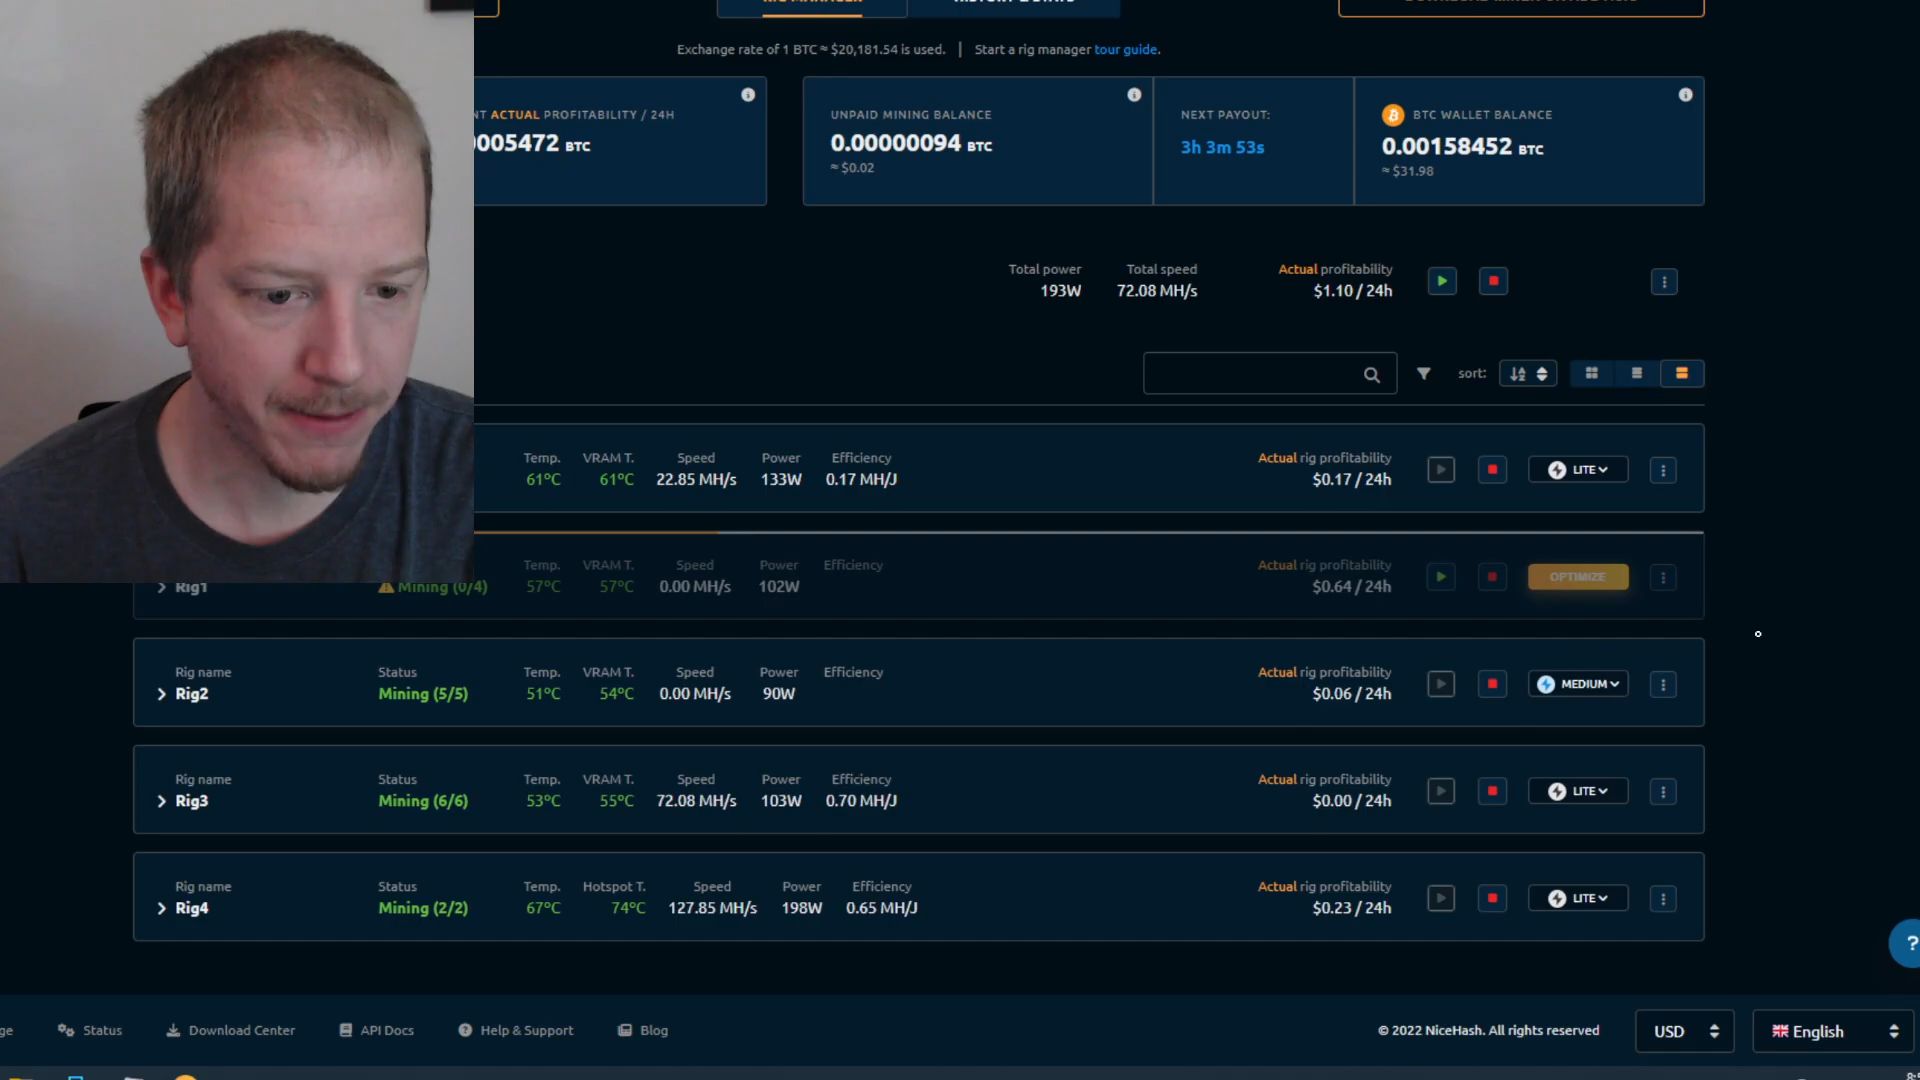 Exchange rate of 1 BTC ≈ $20,181.54 is used. | Start a rig manager tour guide.
NT ACTUAL PROFITABILITY / 24H
0005472 BTC
UNPAID MINING BALANCE
0.00000094 BTC
≈ $0.02
NEXT PAYOUT:
3h 3m 53s
BTC WALLET BALANCE
0.00158452 BTC
≈ $31.98
Total power Total speed Actual profitability
193W 72.08 MH/s $1.10 / 24h
sort:
Temp. VRAM T. Speed Power Efficiency Actual rig profitability
61°C 61°C 22.85 MH/s 133W 0.17 MH/J $0.17 / 24h LITE
Temp. VRAM T. Speed Power Efficiency Actual rig profitability
Rig1 Mining (0/4) 57°C 57°C 0.00 MH/s 102W $0.64 / 24h OPTIMIZE
Rig name Status Temp. VRAM T. Speed Power Efficiency Actual rig profitability
Rig2 Mining (5/5) 51°C 54°C 0.00 MH/s 90W $0.06 / 24h MEDIUM
Rig name Status Temp. VRAM T. Speed Power Efficiency Actual rig profitability
Rig3 Mining (6/6) 53°C 55°C 72.08 MH/s 103W 0.70 MH/J $0.00 / 24h LITE
Rig name Status Temp. Hotspot T. Speed Power Efficiency Actual rig profitability
Rig4 Mining (2/2) 67°C 74°C 127.85 MH/s 198W 0.65 MH/J $0.23 / 24h LITE
?
ge Status Download Center API Docs Help & Support Blog © 2022 NiceHash. All rights reserved USD English